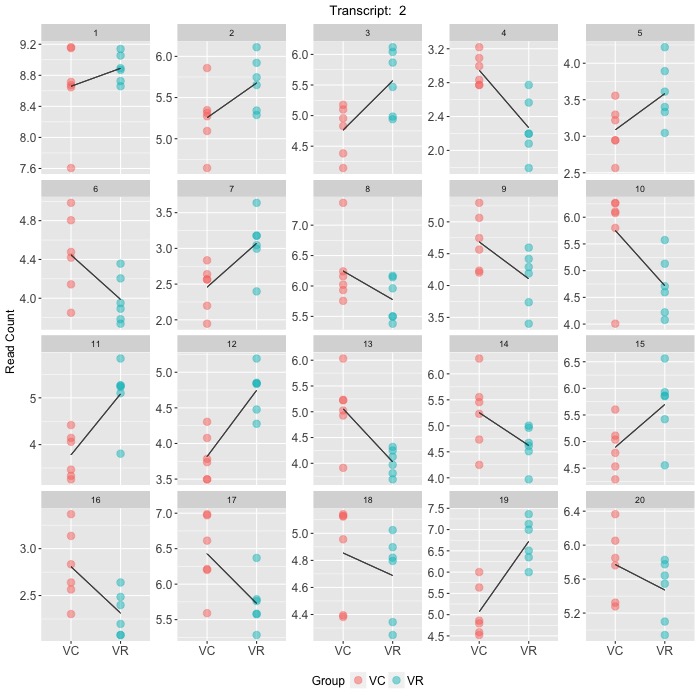 Transcript: 2
1 2 3 4 5
9.2 8.8 8.4 8.0 7.6 6.0 5.5 5.0 6.0 5.5 5.0 4.5 3.2 2.8 2.4 2.0 4.0 3.5 3.0 2.5
6 7 8 9 10
4.8 4.4 4.0 3.5 3.0 2.5 2.0 7.0 6.5 6.0 5.5 5.0 4.5 4.0 3.5 6.0 5.5 5.0 4.5 4.0
Read Count
11 12 13 14 15
5 4 5.0 4.5 4.0 3.5 6.0 5.5 5.0 4.5 4.0 6.0 5.5 5.0 4.5 4.0 6.5 6.0 5.5 5.0 4.5
16 17 18 19 20
3.0 2.5 7.0 6.5 6.0 5.5 5.0 4.8 4.6 4.4 7.5 7.0 6.5 6.0 5.5 5.0 4.5 6.4 6.0 5.6 5.2
VC VR VC VR VC VR VC VR VC VR
Group VC VR